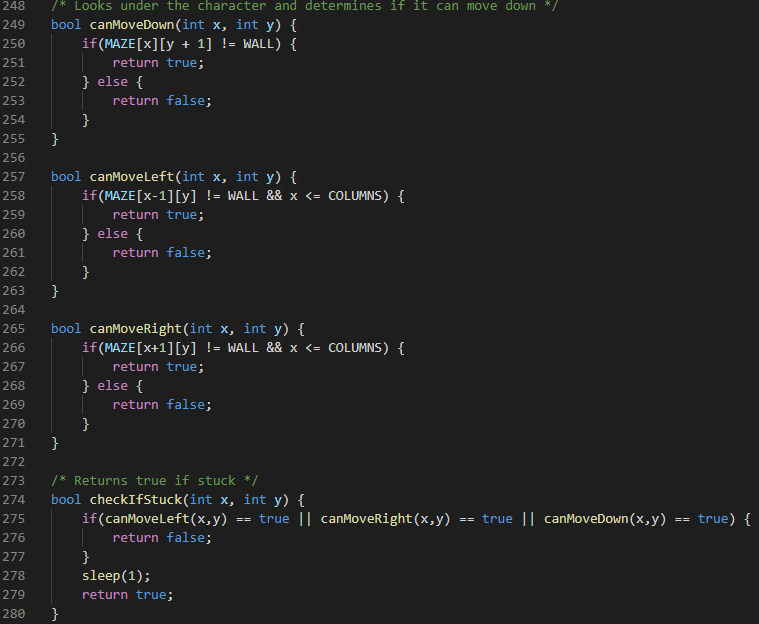 248 /* Looks under the character and determines if it can move down */
249 bool canMoveDown(int x, int y) {
250     if(MAZE[x][y + 1] != WALL) {
251         return true;
252     } else {
253         return false;
254     }
255 }
256
257 bool canMoveLeft(int x, int y) {
258     if(MAZE[x-1][y] != WALL && x <= COLUMNS) {
259         return true;
260     } else {
261         return false;
262     }
263 }
264
265 bool canMoveRight(int x, int y) {
266     if(MAZE[x+1][y] != WALL && x <= COLUMNS) {
267         return true;
268     } else {
269         return false;
270     }
271 }
272
273 /* Returns true if stuck */
274 bool checkIfStuck(int x, int y) {
275     if(canMoveLeft(x,y) == true || canMoveRight(x,y) == true || canMoveDown(x,y) == true) {
276         return false;
277     }
278     sleep(1);
279     return true;
280 }